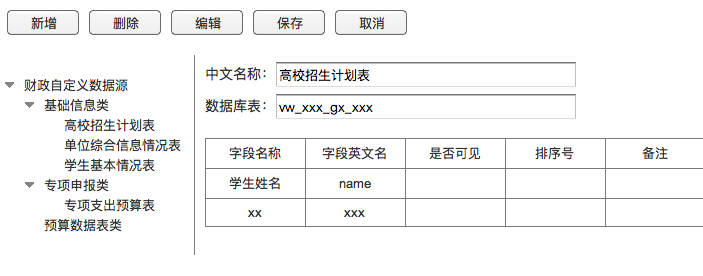 新增 删除 编辑 保存 取消
财政自定义数据源
基础信息类
高校招生计划表
单位综合信息情况表
学生基本情况表
专项申报类
专项支出预算表
预算数据表类
中文名称： 高校招生计划表
数据库表： vw_xxx_gx_xxx
字段名称 字段英文名 是否可见 排序号 备注
学生姓名 name
xx xxx